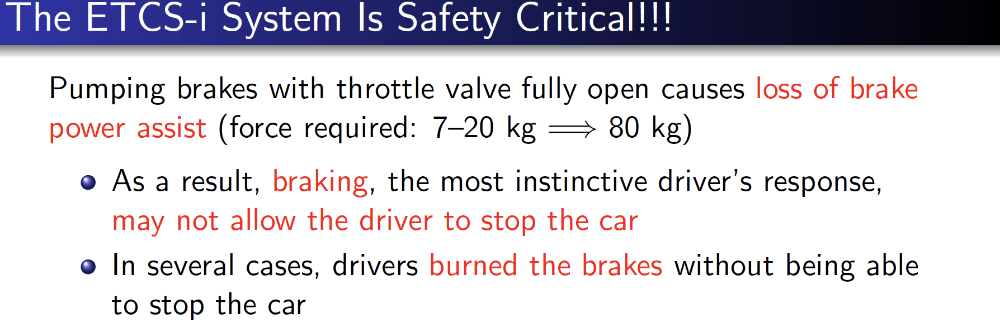 The ETCS-i System Is Safety Critical!!!
Pumping brakes with throttle valve fully open causes loss of brake
power assist (force required: 7–20 kg ⟹ 80 kg)
As a result, braking, the most instinctive driver's response,
may not allow the driver to stop the car
In several cases, drivers burned the brakes without being able
to stop the car